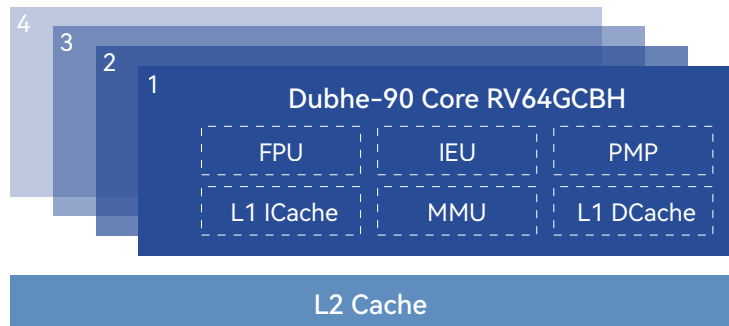 4
3
2
1
Dubhe-90 Core RV64GCBH
FPU IEU PMP
L1 ICache MMU L1 DCache
L2 Cache